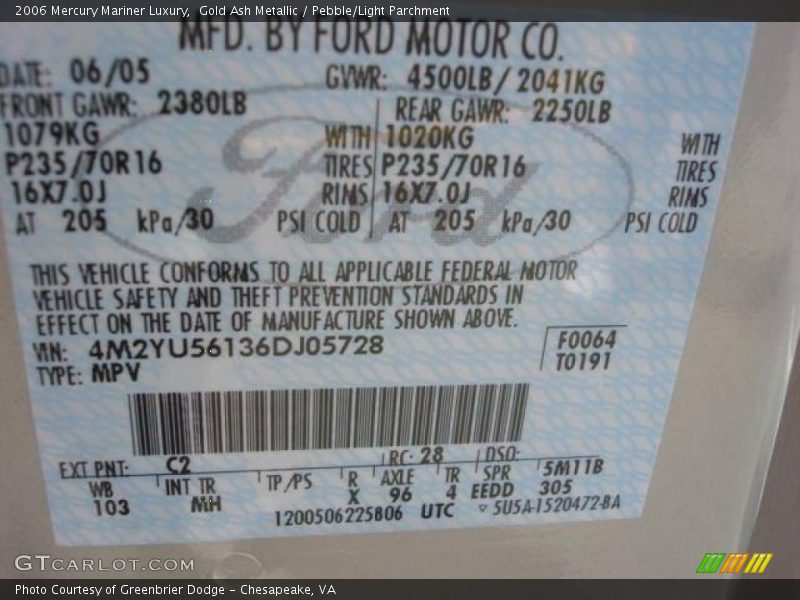 2006 Mercury Mariner Luxury, Gold Ash Metallic / Pebble/Light Parchment
MFD. BY FORD MOTOR CO.
DATE: 06/05 GVWR: 4500LB/ 2041KG
FRONT GAWR: 2380LB REAR GAWR: 2250LB
1079KG WITH 1020KG WITH
P235/70R16 TIRES P235/70R16 TIRES
16X7.0J RIMS 16X7.0J RIMS
AT 205 kPa/30 PSI COLD AT 205 kPa/30 PSI COLD
Ford
THIS VEHICLE CONFORMS TO ALL APPLICABLE FEDERAL MOTOR
VEHICLE SAFETY AND THEFT PREVENTION STANDARDS IN
EFFECT ON THE DATE OF MANUFACTURE SHOWN ABOVE.
VIN: 4M2YU56136DJ05728 F0064
TYPE: MPV T0191
EXT PNT: C2 RC: 28 DSO:
WB INT TR TP/PS R AXLE TR SPR 5M11B
103 MH X 96 4 EEDD 305
1200506225806 UTC ▽ 5U5A-1520472-BA
GTCarlot.com
Photo Courtesy of Greenbrier Dodge – Chesapeake, VA